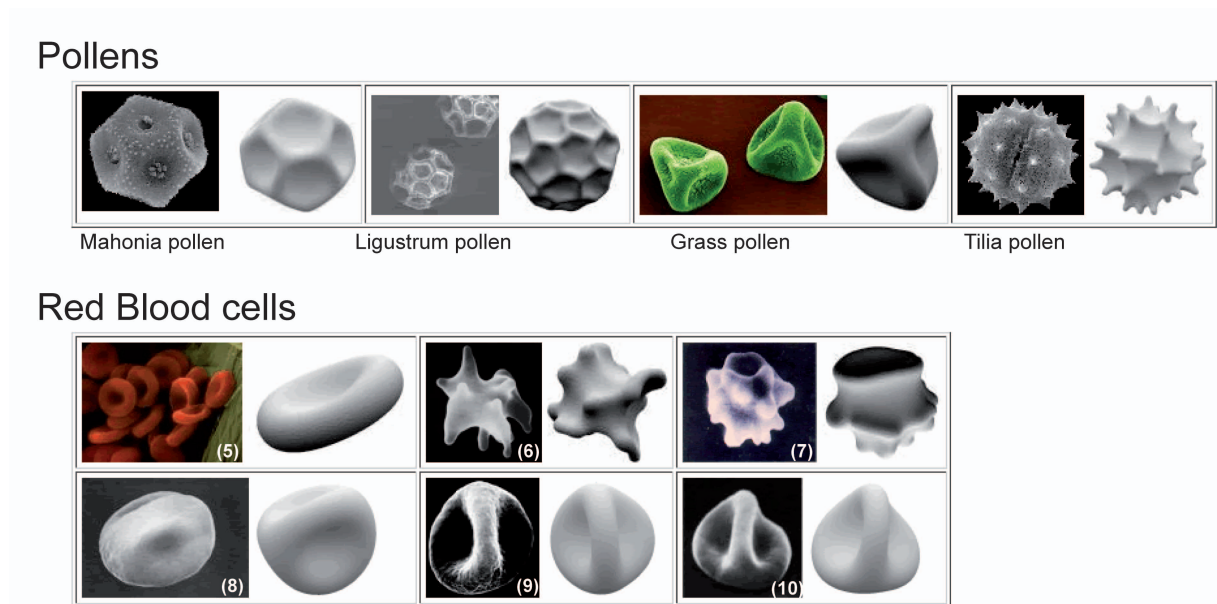 Pollens
Mahonia pollen Ligustrum pollen Grass pollen Tilia pollen
Red Blood cells
(5) (6) (7)
(8) (9) (10)